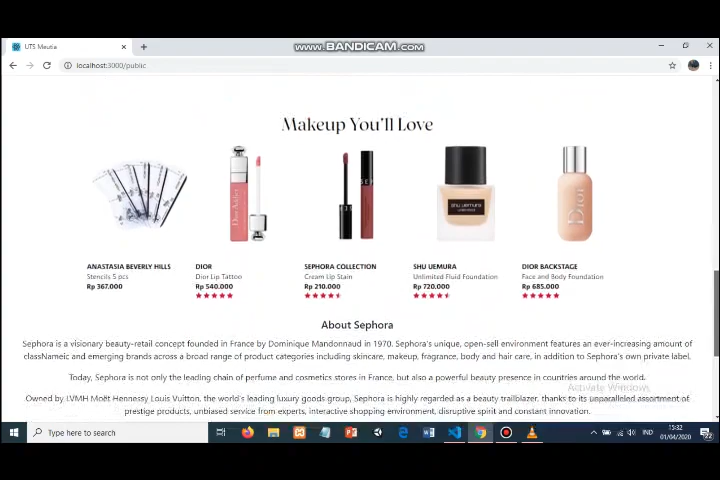 UTS Meutia
www.BANDICAM.com
localhost:3000/public
Makeup You'll Love
Dior Addict
SEPHORA
shu uemura
Dior
ANASTASIA BEVERLY HILLS
Stencils 5 pcs
Rp 367.000
DIOR
Dior Lip Tattoo
Rp 540.000
SEPHORA COLLECTION
Cream Lip Stain
Rp 210.000
SHU UEMURA
Unlimited Fluid Foundation
Rp 720.000
DIOR BACKSTAGE
Face and Body Foundation
Rp 685.000
About Sephora
Sephora is a visionary beauty-retail concept founded in France by Dominique Mandonnaud in 1970. Sephora's unique, open-sell environment features an ever-increasing amount of
classNameic and emerging brands across a broad range of product categories including skincare, makeup, fragrance, body and hair care, in addition to Sephora's own private label.
Today, Sephora is not only the leading chain of perfume and cosmetics stores in France, but also a powerful beauty presence in countries around the world.
Activate Windows
Owned by LVMH Moët Hennessy Louis Vuitton, the world's leading luxury goods group, Sephora is highly regarded as a beauty trailblazer, thanks to its unparalleled assortment of
prestige products, unbiased service from experts, interactive shopping environment, disruptive spirit and constant innovation.
Type here to search
IND
15:32
01/04/2020
22